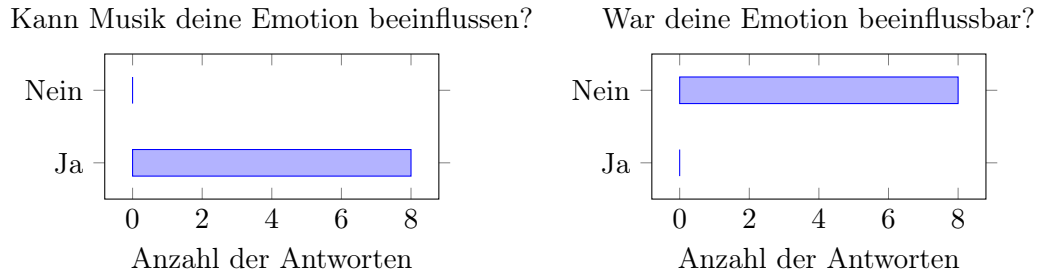 Kann Musik deine Emotion beeinflussen?
Nein
Ja
0 2 4 6 8
Anzahl der Antworten
War deine Emotion beeinflussbar?
Nein
Ja
0 2 4 6 8
Anzahl der Antworten